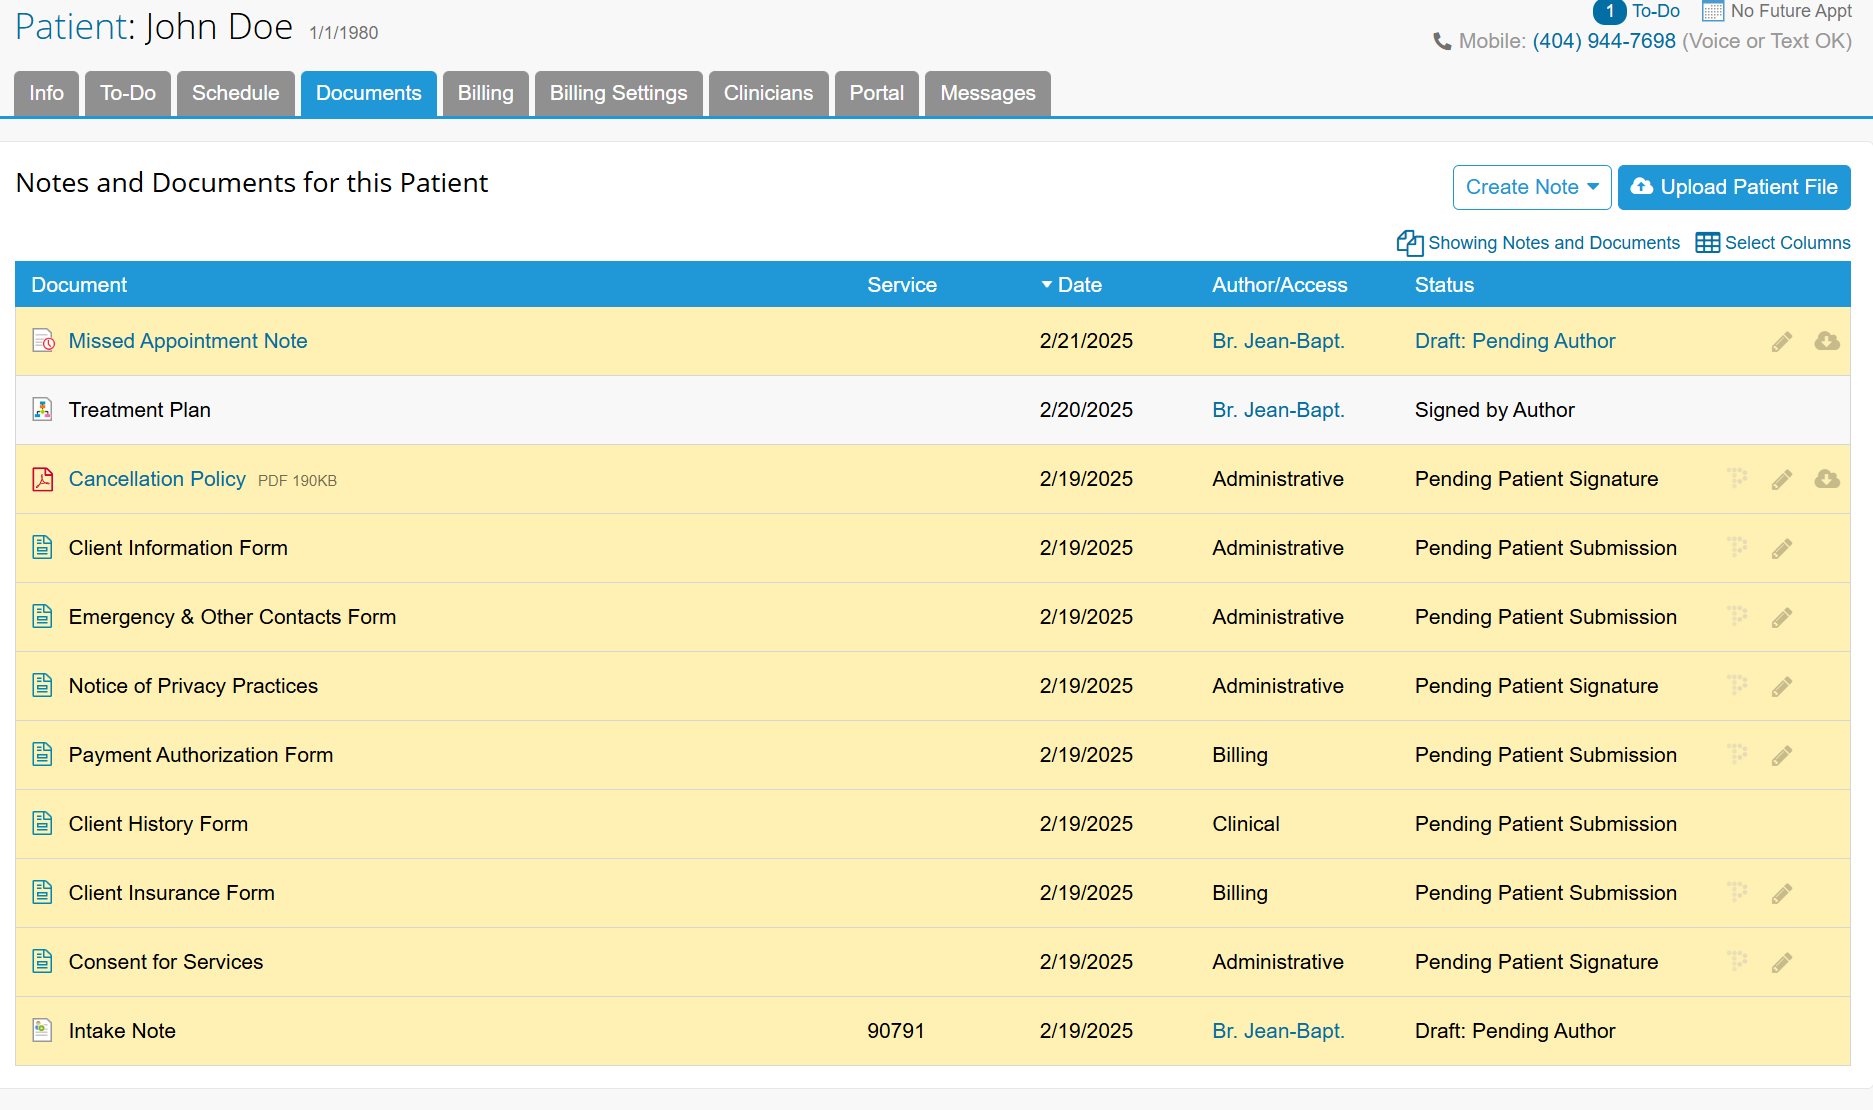 Patient: John Doe 1/1/1980
1 To-Do No Future Appt
Mobile: (404) 944-7698 (Voice or Text OK)
Info To-Do Schedule Documents Billing Billing Settings Clinicians Portal Messages
Notes and Documents for this Patient
Create Note Upload Patient File
Showing Notes and Documents Select Columns
Document Service Date Author/Access Status
Missed Appointment Note 2/21/2025 Br. Jean-Bapt. Draft: Pending Author
Treatment Plan 2/20/2025 Br. Jean-Bapt. Signed by Author
Cancellation Policy PDF 190KB 2/19/2025 Administrative Pending Patient Signature
Client Information Form 2/19/2025 Administrative Pending Patient Submission
Emergency & Other Contacts Form 2/19/2025 Administrative Pending Patient Submission
Notice of Privacy Practices 2/19/2025 Administrative Pending Patient Signature
Payment Authorization Form 2/19/2025 Billing Pending Patient Submission
Client History Form 2/19/2025 Clinical Pending Patient Submission
Client Insurance Form 2/19/2025 Billing Pending Patient Submission
Consent for Services 2/19/2025 Administrative Pending Patient Signature
Intake Note 90791 2/19/2025 Br. Jean-Bapt. Draft: Pending Author